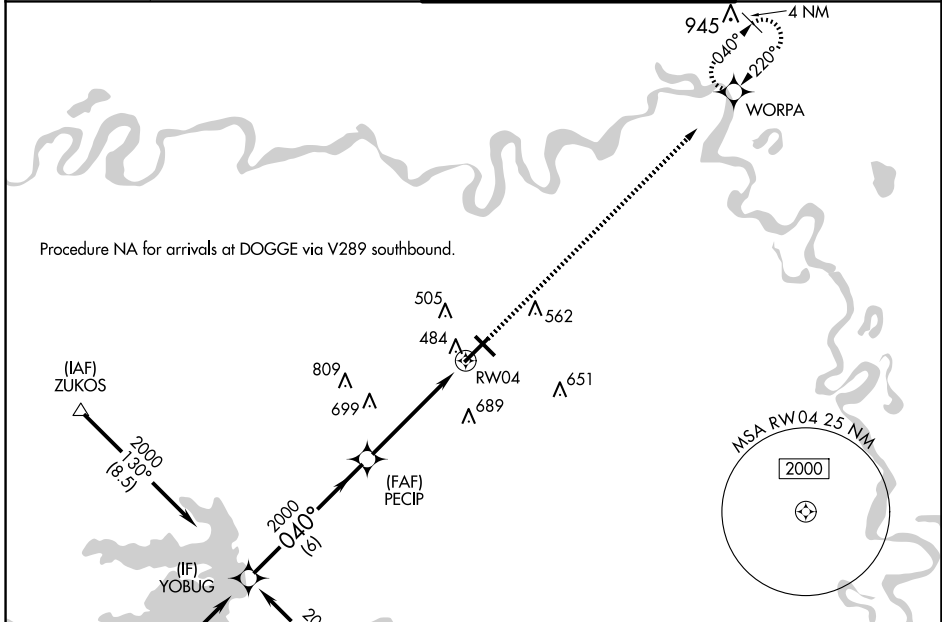 945
4 NM
040°
220°
WORPA
Procedure NA for arrivals at DOGGE via V289 southbound.
505
562
484
RW04
809
699
651
689
(IAF)
ZUKOS
2000
130°
(8.5)
MSA RW04 25 NM
2000
(FAF)
PECIP
2000
040°
(6)
(IF)
YOBUG